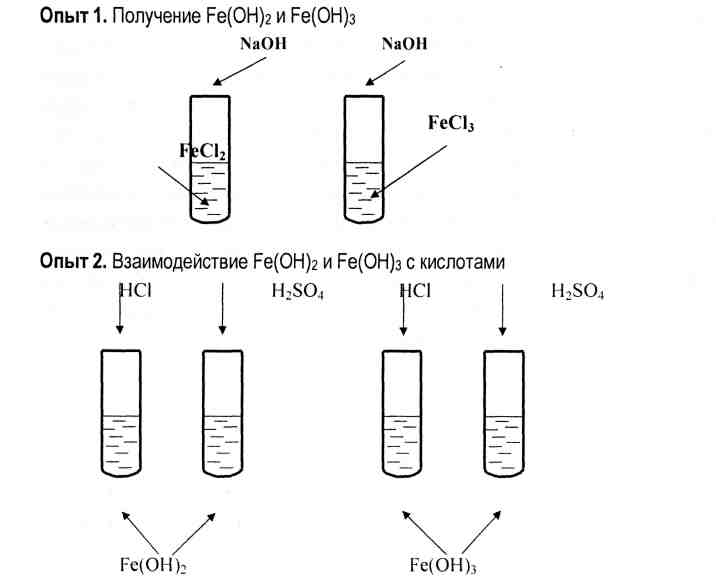 Опыт 1. Получение Fe(OH)₂ и Fe(OH)₃
NaOH NaOH
FeCl₃
FeCl₂
Опыт 2. Взаимодействие Fe(OH)₂ и Fe(OH)₃ с кислотами
HCl H₂SO₄ HCl H₂SO₄
Fe(OH)₂ Fe(OH)₃